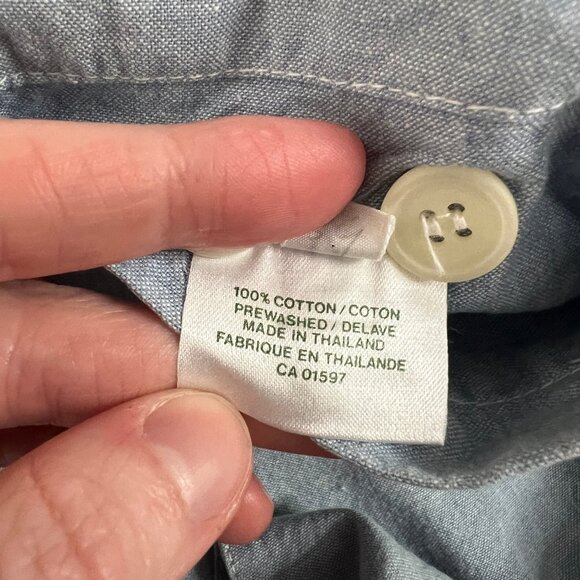 100% COTTON / COTON
PREWASHED / DELAVE
MADE IN THAILAND
FABRIQUE EN THAILANDE
CA 01597